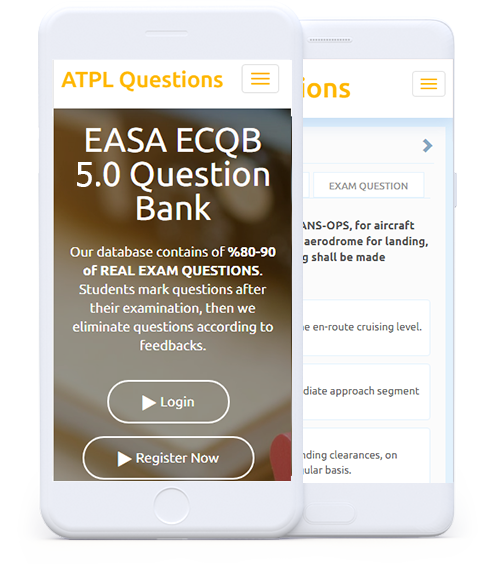 ATPL Questions
EASA ECQB
5.0 Question
Bank
Our database contains of %80-90
of REAL EXAM QUESTIONS.
Students mark questions after
their examination, then we
eliminate questions according to
feedbacks.
Login
Register Now
ions
EXAM QUESTION
ANS-OPS, for aircraft
aerodrome for landing,
g shall be made
ne en-route cruising level.
diate approach segment
nding clearances, on
gular basis.